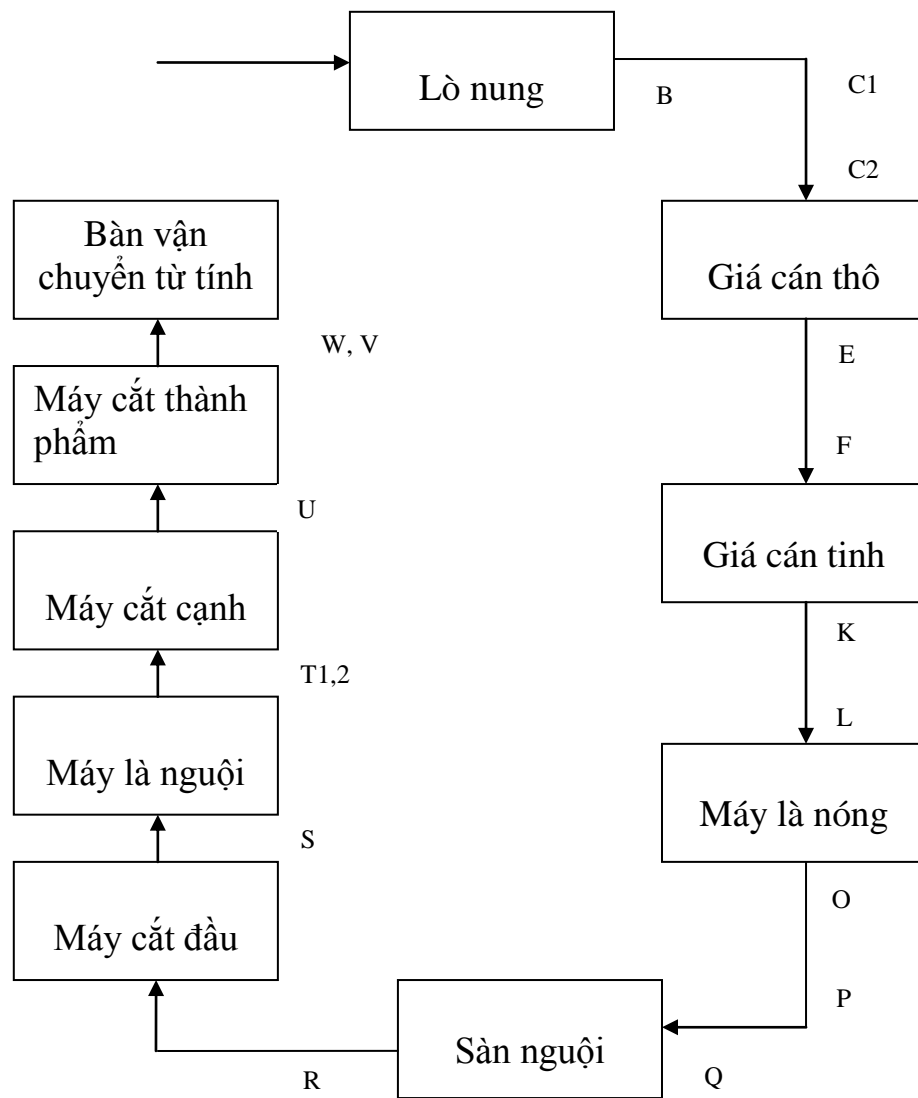 Lò nung
B
C1
C2
Giá cán thô
E
F
Giá cán tinh
K
L
Máy là nóng
O
P
Q
Sàn nguội
R
Máy cắt đầu
S
Máy là nguội
T1,2
Máy cắt cạnh
U
Máy cắt thành
phẩm
W, V
Bàn vận
chuyển từ tính